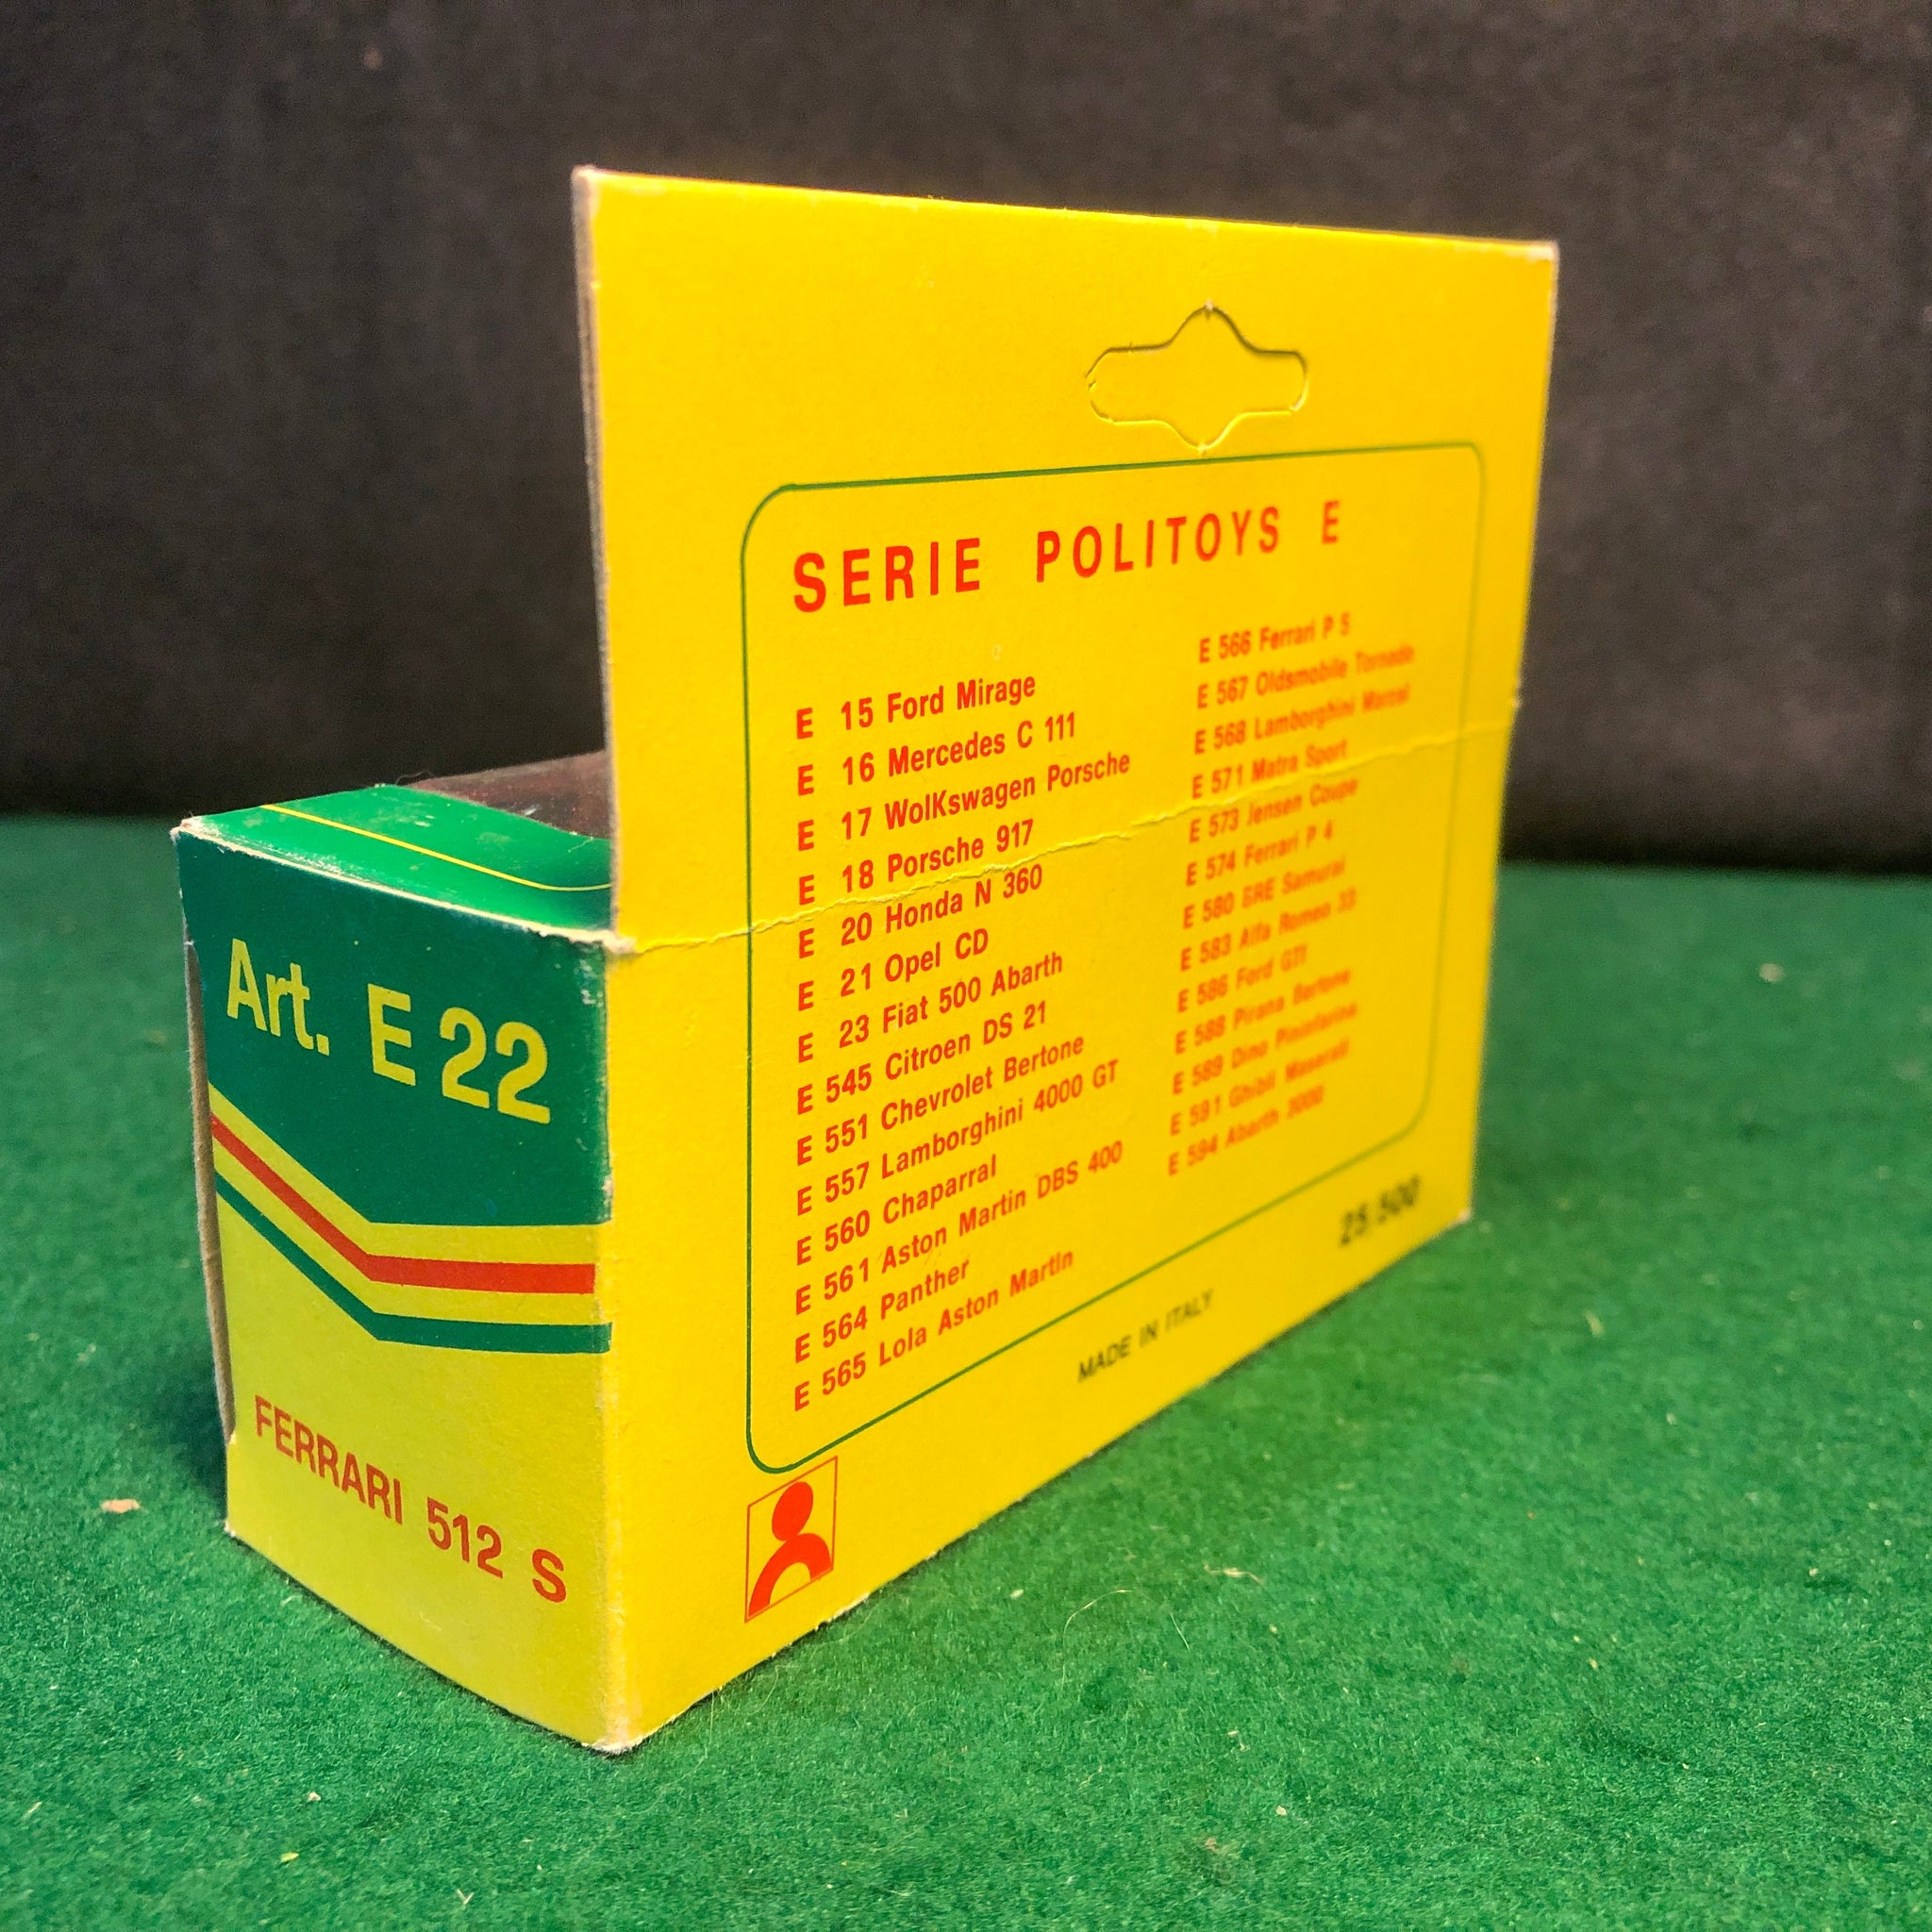 Art. E 22
FERRARI 512 S
SERIE POLITOYS E
E 15 Ford Mirage
E 16 Mercedes C 111
E 17 WolKswagen Porsche
E 18 Porsche 917
E 20 Honda N 360
E 21 Opel CD
E 23 Fiat 500 Abarth
E 545 Citroen DS 21
E 551 Chevrolet Bertone
E 557 Lamborghini 4000 GT
E 560 Chaparral
E 561 Aston Martin DBS 400
E 564 Panther
E 565 Lola Aston Martin
E 566 Ferrari P 5
E 567 Oldsmobile Tornado
E 568 Lamborghini Marzal
E 571 Matra Sport
E 573 Jensen Coupe
E 574 Ferrari P 4
E 580 BRE Samurai
E 583 Alfa Romeo 33
E 586 Ford
E 588 Pirana Bertone
E 589 Dino Pininfarina
E 591 Ghibli Maserati
E 594 Abarth 2000
MADE IN ITALY
25/500